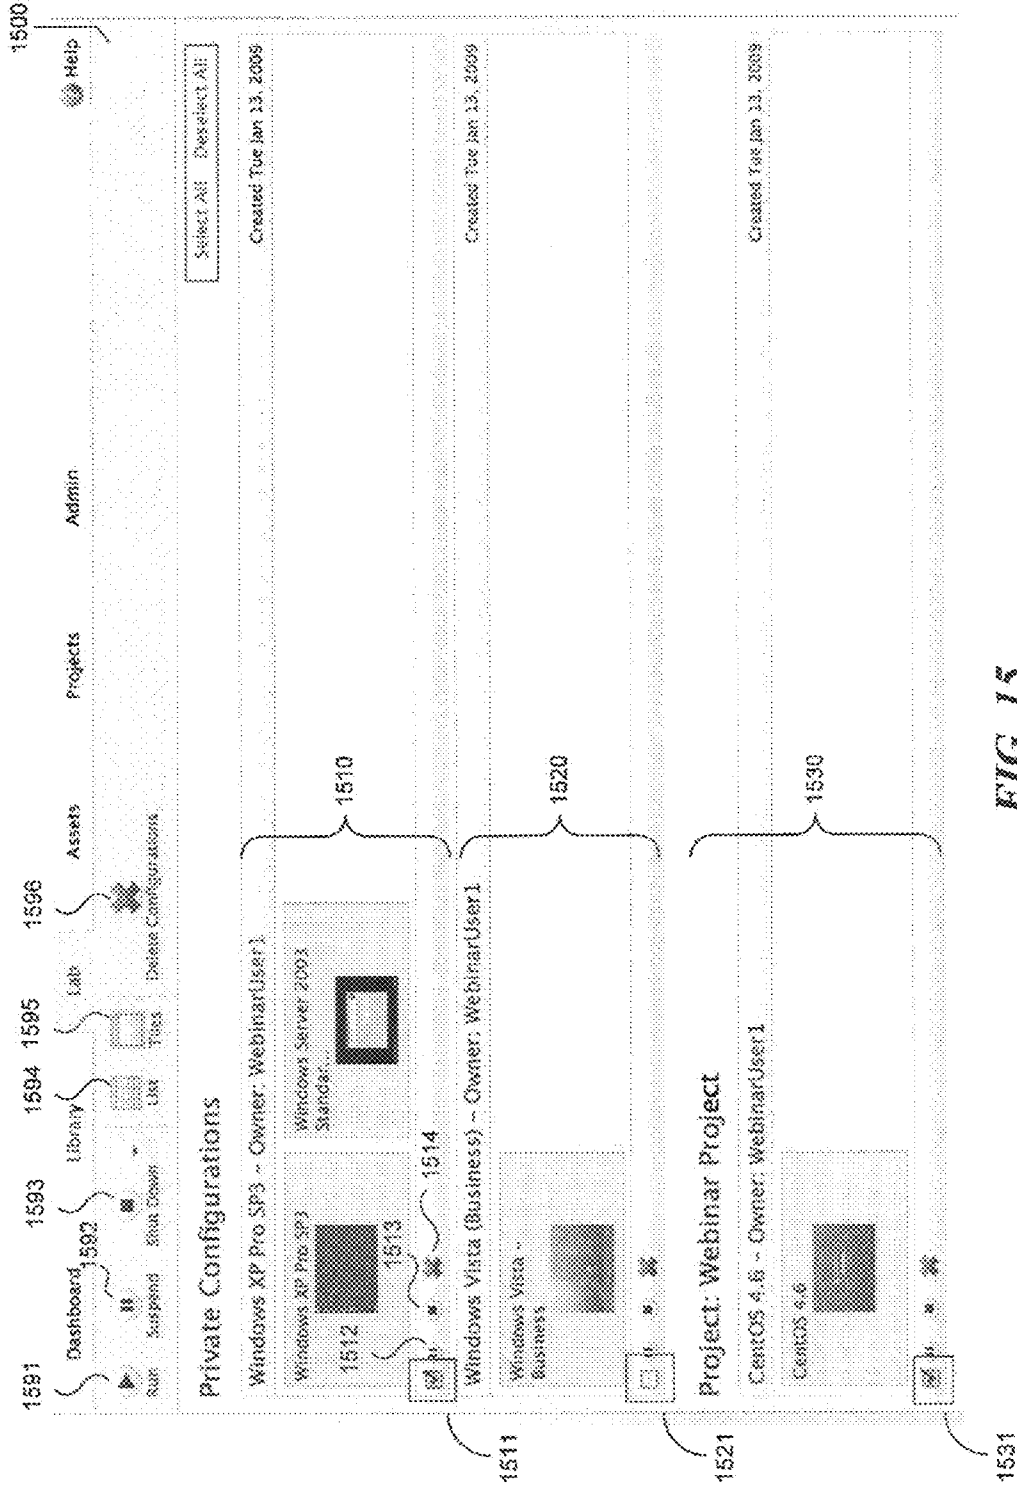 1500
Dashboard Library Lab Assets Projects Admin Help
1591 1592 1593 1594 1595 1596
Run Suspend Shut Down List Tiles Delete Configurations
Select All Deselect All
Private Configurations
Windows XP Pro SP3 - Owner: WebinarUser1 Created Tue Jan 13, 2009
Windows XP Pro SP3
Windows Server 2003
Standar...
1510
1511
1512
1513
1514
Windows Vista (Business) - Owner: WebinarUser1 Created Tue Jan 13, 2009
Windows Vista -
Business
1520
1521
Project: Webinar Project
CentOS 4.6 - Owner: WebinarUser1 Created Tue Jan 13, 2009
CentOS 4.6
1530
1531
FIG. 15